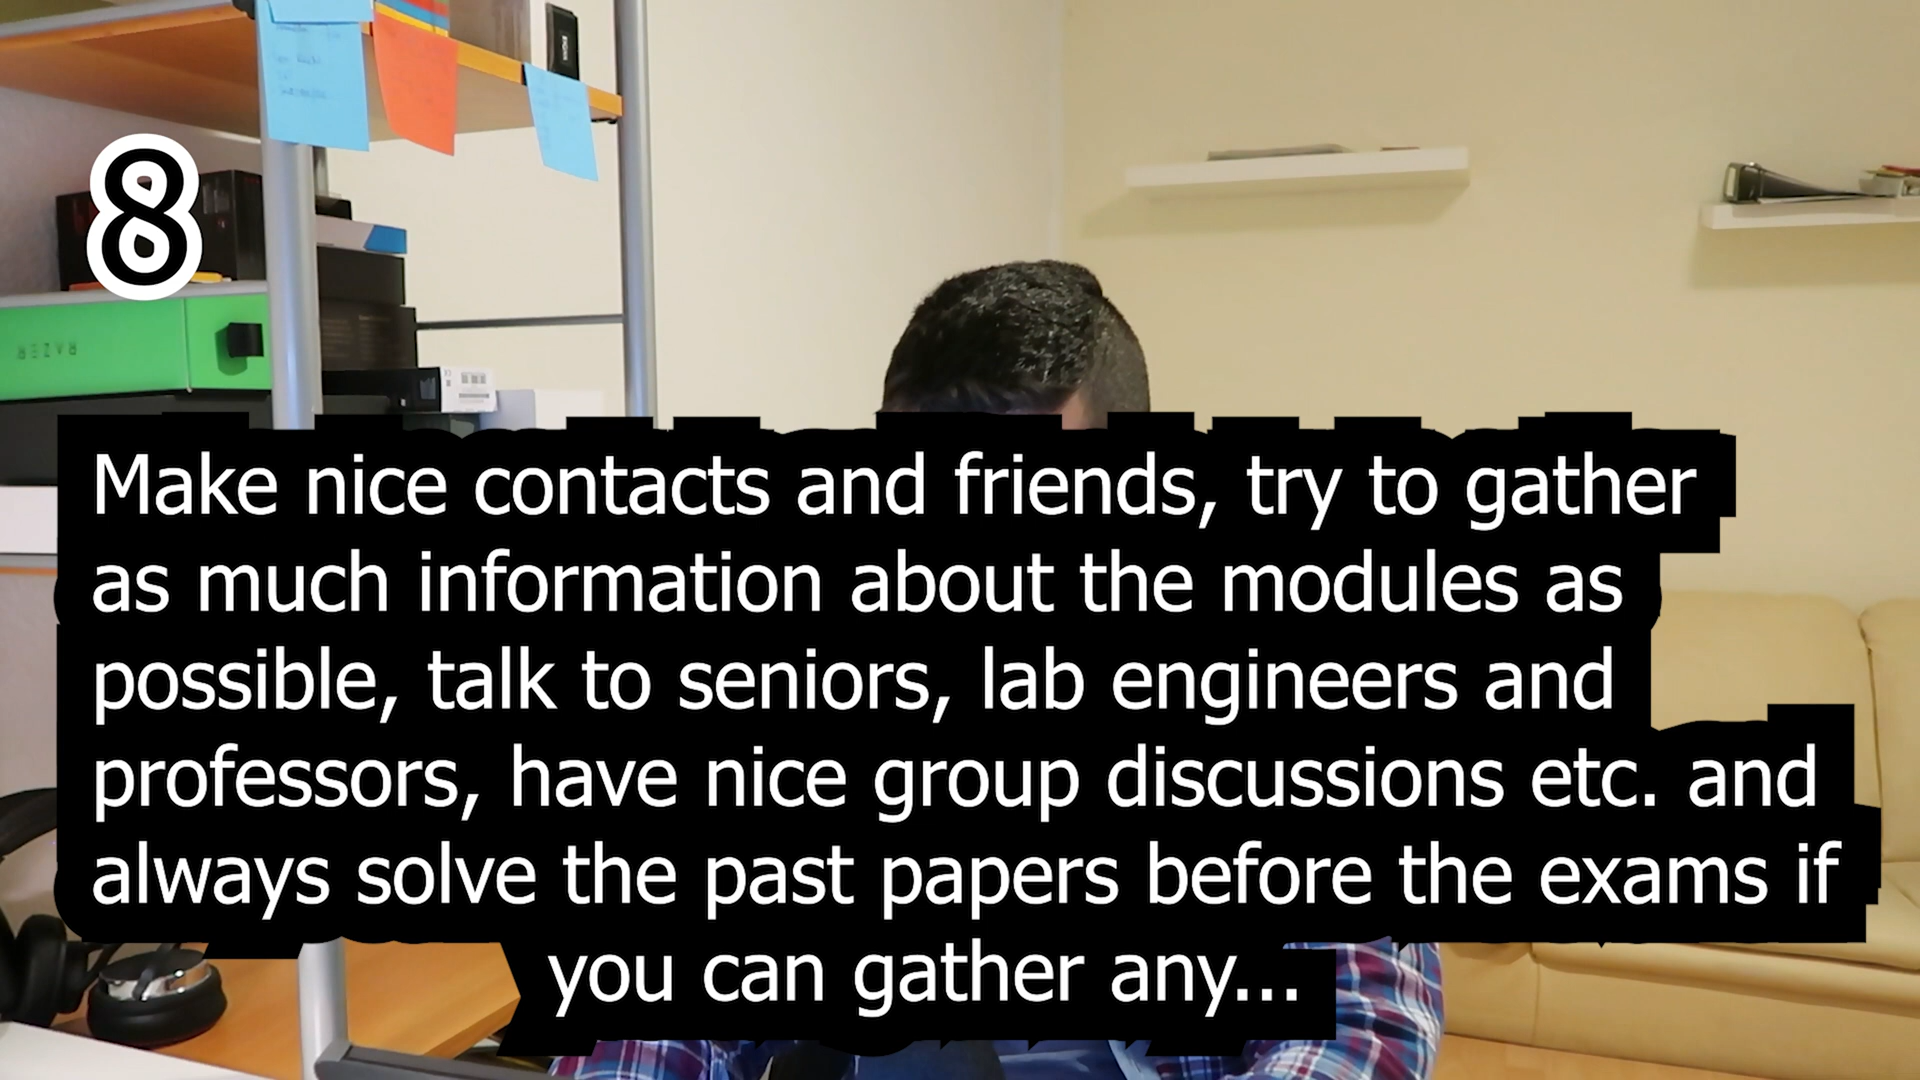 8
RAZER
Make nice contacts and friends, try to gather
as much information about the modules as
possible, talk to seniors, lab engineers and
professors, have nice group discussions etc. and
always solve the past papers before the exams if
you can gather any...